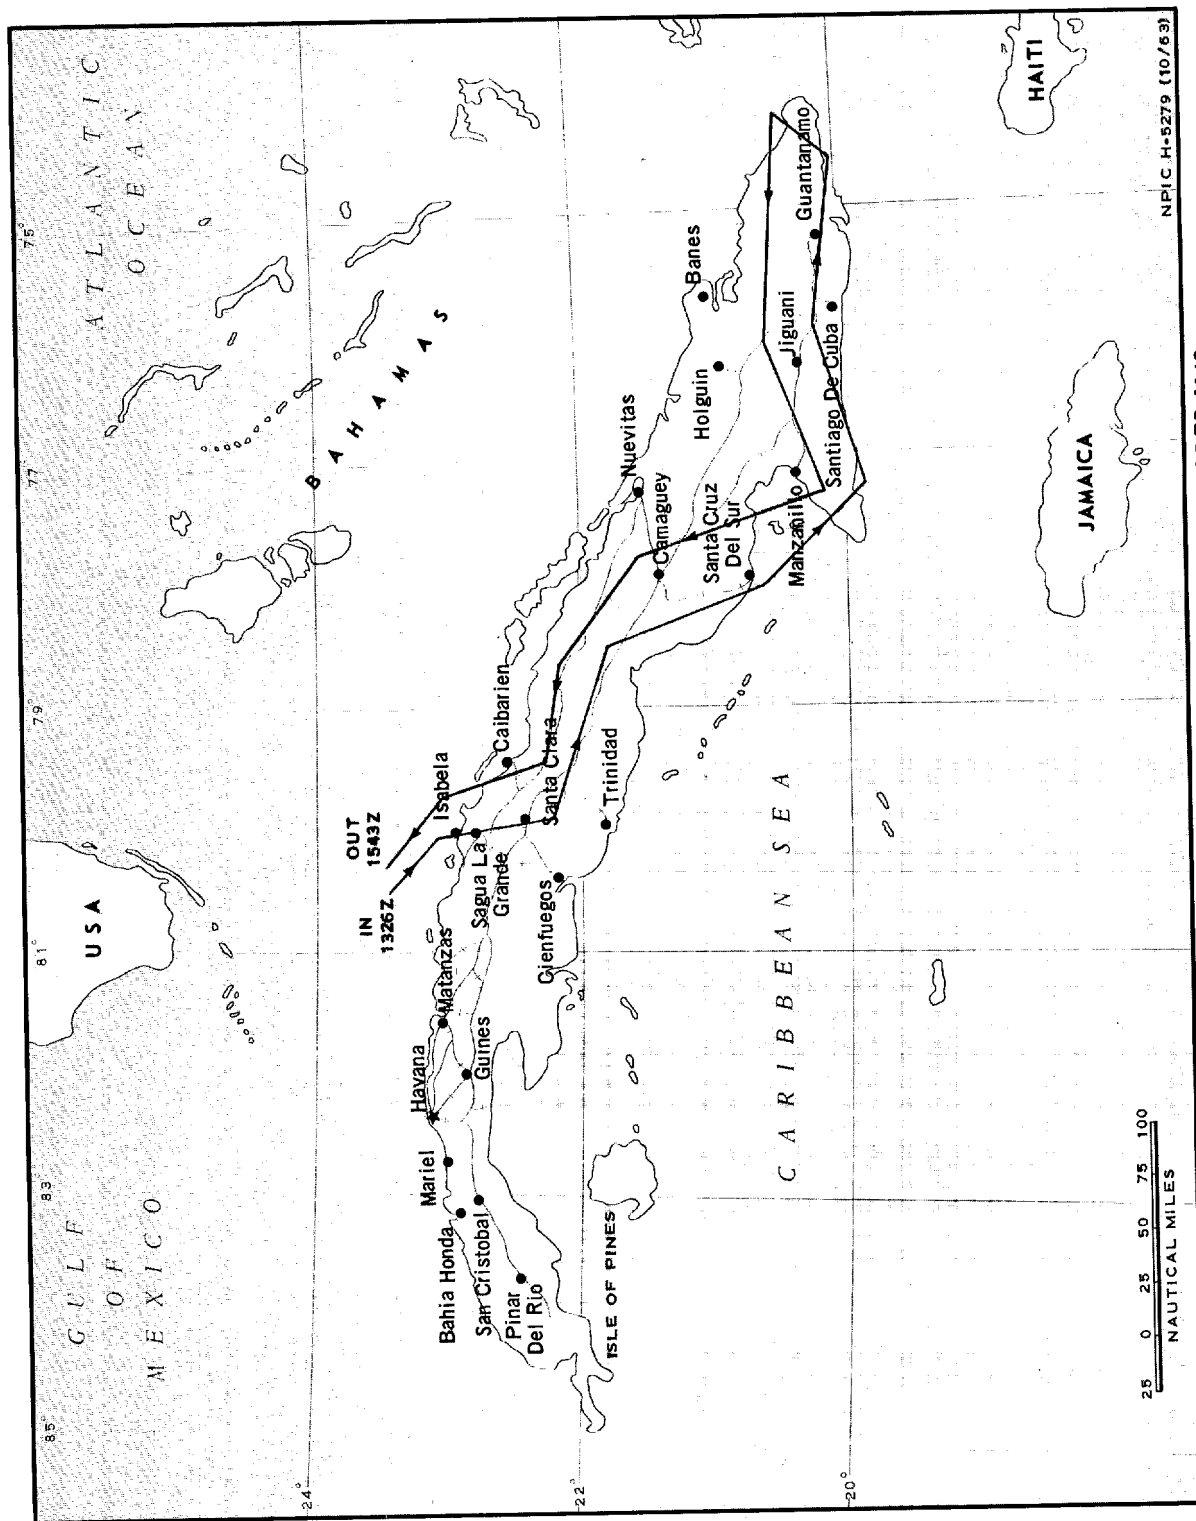 85°
83°
81°
79
77
75°
GULF
OF
MEXICO
USA
ATLANTIC
OCEAN
BAHAMAS
24°
22°
20°
IN
1326Z
OUT
1543Z
Havana
Mariel
Bahia Honda
San Cristobal
Pinar
Del Rio
Guines
Matanzas
Isabela
Sagua La
Grande
Caibarien
Santa Clara
Cienfuegos
Trinidad
Nuevitas
Camaguey
Santa Cruz
Del Sur
Holguin
Banes
Manzanillo
Jiguani
Santiago De Cuba
Guantanamo
ISLE OF PINES
CARIBBEAN SEA
JAMAICA
HAITI
25 0 25 50 75 100
NAUTICAL MILES
NPIC H-5279 (10/63)